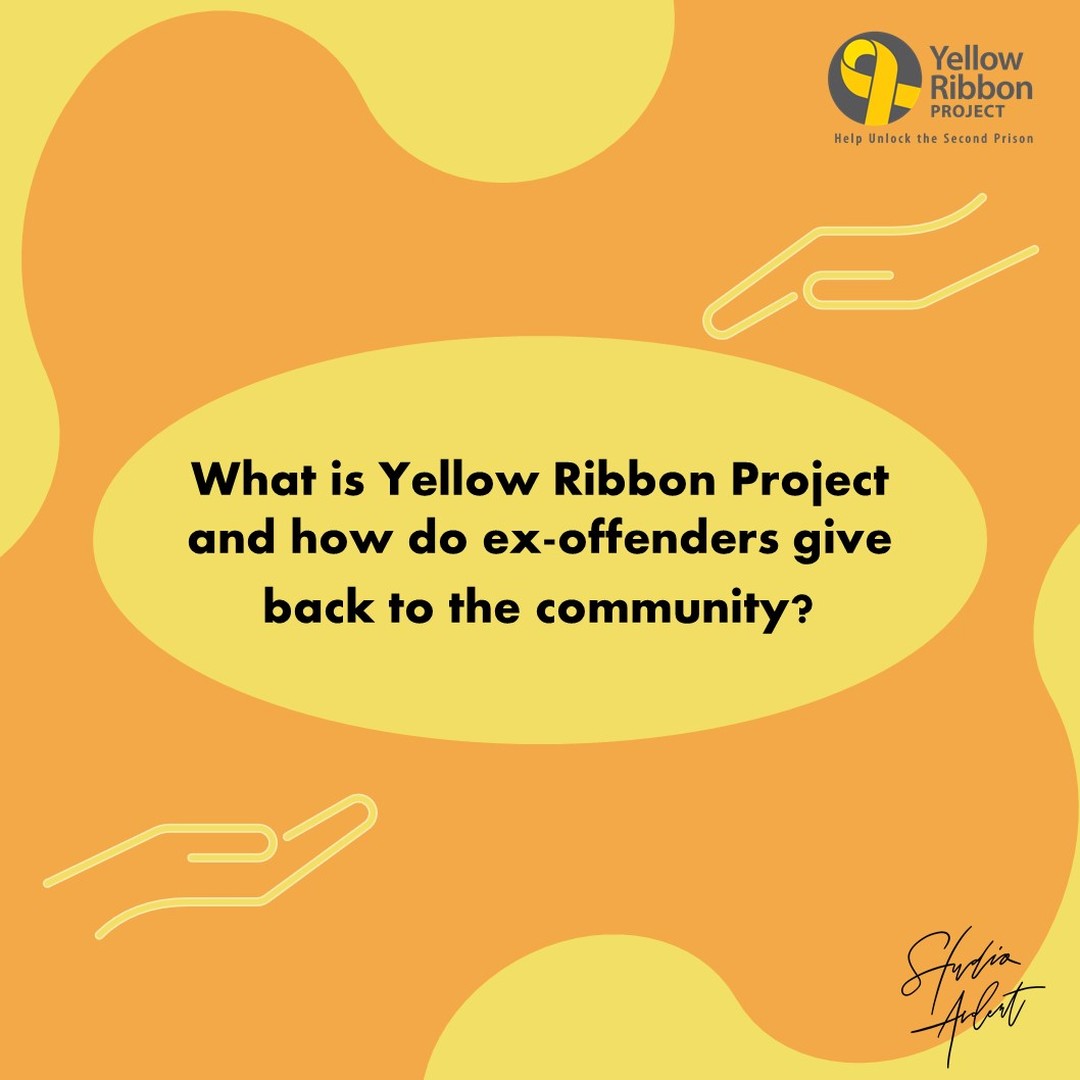 Yellow
Ribbon
PROJECT
Help Unlock the Second Prison
What is Yellow Ribbon Project
and how do ex-offenders give
back to the community?
Studio